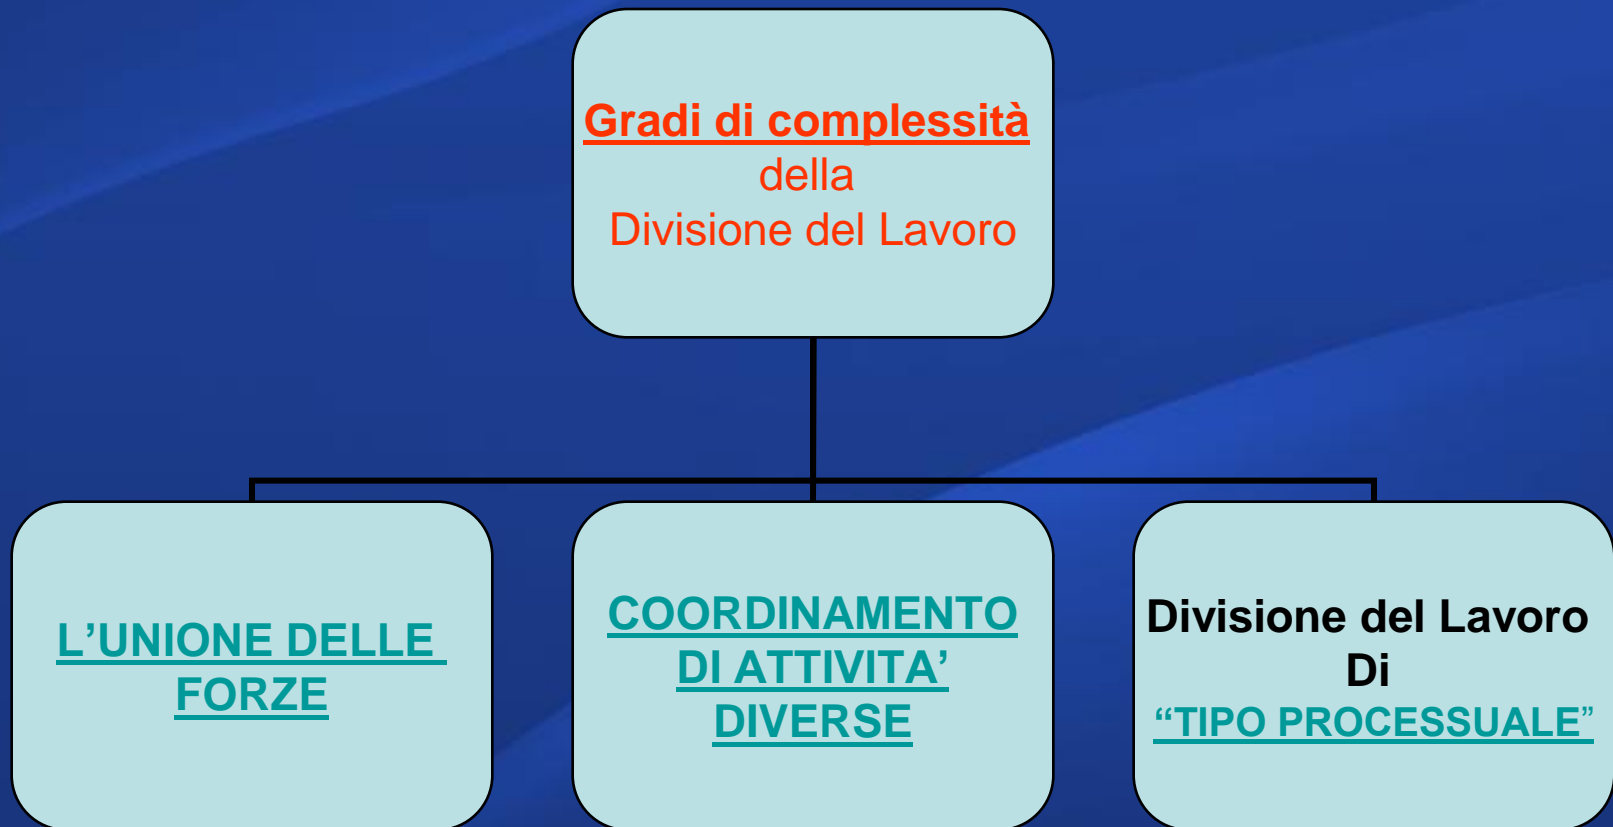 Gradi di complessità
della
Divisione del Lavoro
L’UNIONE DELLE
FORZE
COORDINAMENTO
DI ATTIVITA’
DIVERSE
Divisione del Lavoro
Di
“TIPO PROCESSUALE”